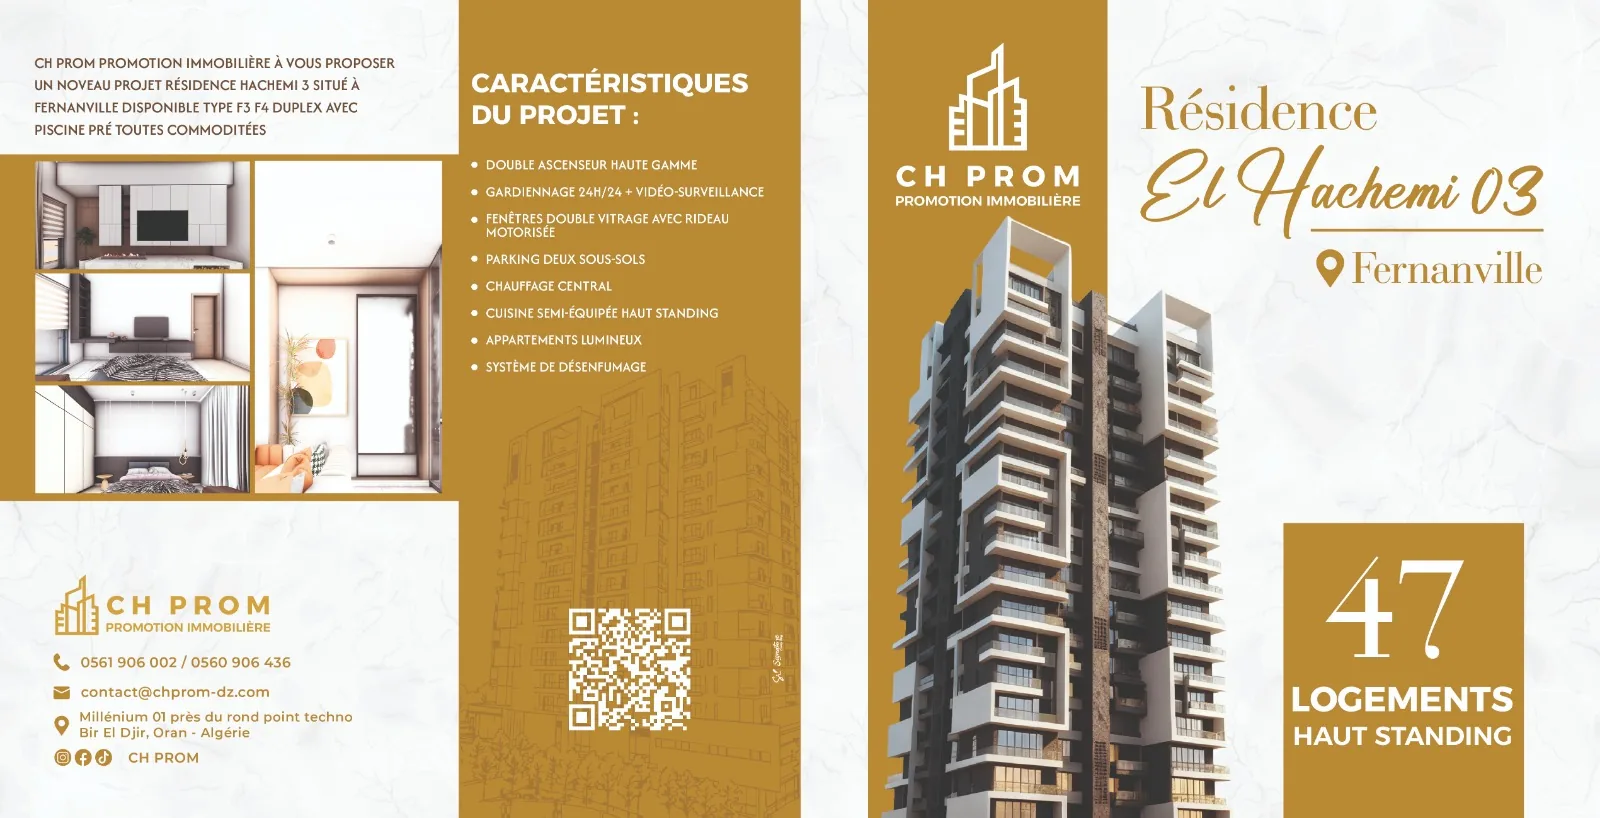 CH PROM PROMOTION IMMOBILIÈRE À VOUS PROPOSER
UN NOVEAU PROJET RÉSIDENCE HACHEMI 3 SITUÉ À
FERNANVILLE DISPONIBLE TYPE F3 F4 DUPLEX AVEC
PISCINE PRÉ TOUTES COMMODITÉES
CH PROM
PROMOTION IMMOBILIÈRE
0561 906 002 / 0560 906 436
contact@chprom-dz.com
Millénium 01 près du rond point techno
Bir El Djir, Oran - Algérie
CH PROM
CARACTÉRISTIQUES
DU PROJET :
DOUBLE ASCENSEUR HAUTE GAMME
GARDIENNAGE 24H/24 + VIDÉO-SURVEILLANCE
FENÊTRES DOUBLE VITRAGE AVEC RIDEAU
MOTORISÉE
PARKING DEUX SOUS-SOLS
CHAUFFAGE CENTRAL
CUISINE SEMI-ÉQUIPÉE HAUT STANDING
APPARTEMENTS LUMINEUX
SYSTÈME DE DÉSENFUMAGE
CH PROM
PROMOTION IMMOBILIÈRE
Résidence
El Hachemi 03
Fernanville
47
LOGEMENTS
HAUT STANDING